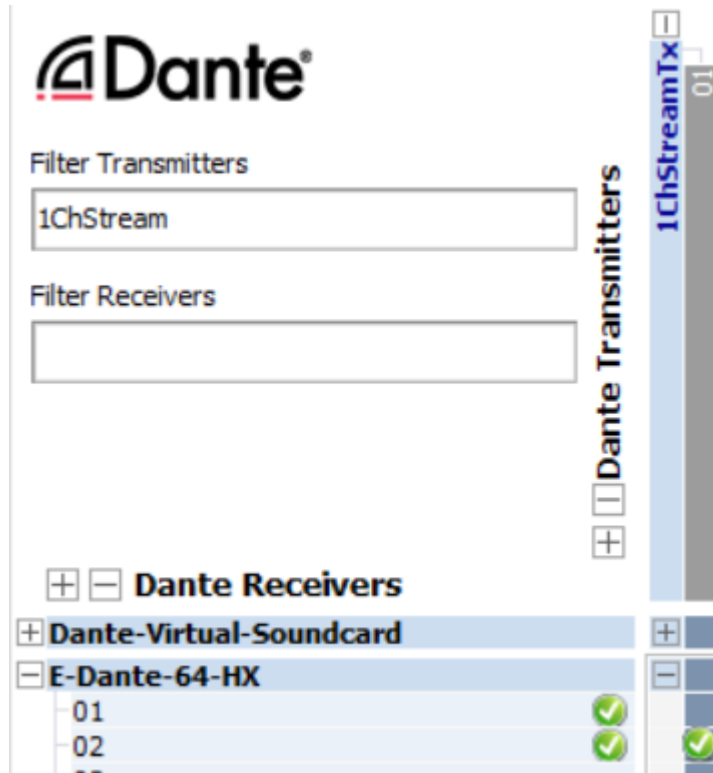 Dante®
Filter Transmitters
1ChStream
Filter Receivers
Dante Transmitters
1ChStreamTx
01
Dante Receivers
Dante-Virtual-Soundcard
E-Dante-64-HX
01
02